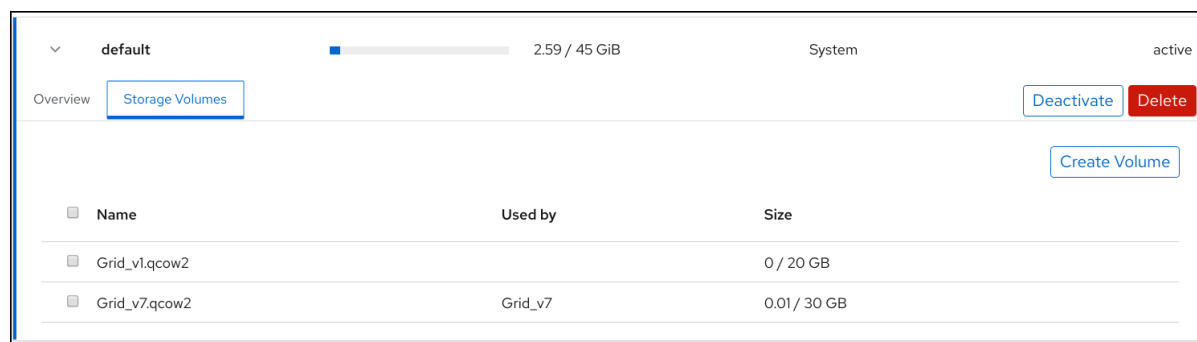 default 2.59 / 45 GiB System active
Overview Storage Volumes Deactivate Delete
Create Volume
Name Used by Size
Grid_v1.qcow2 0 / 20 GB
Grid_v7.qcow2 Grid_v7 0.01 / 30 GB